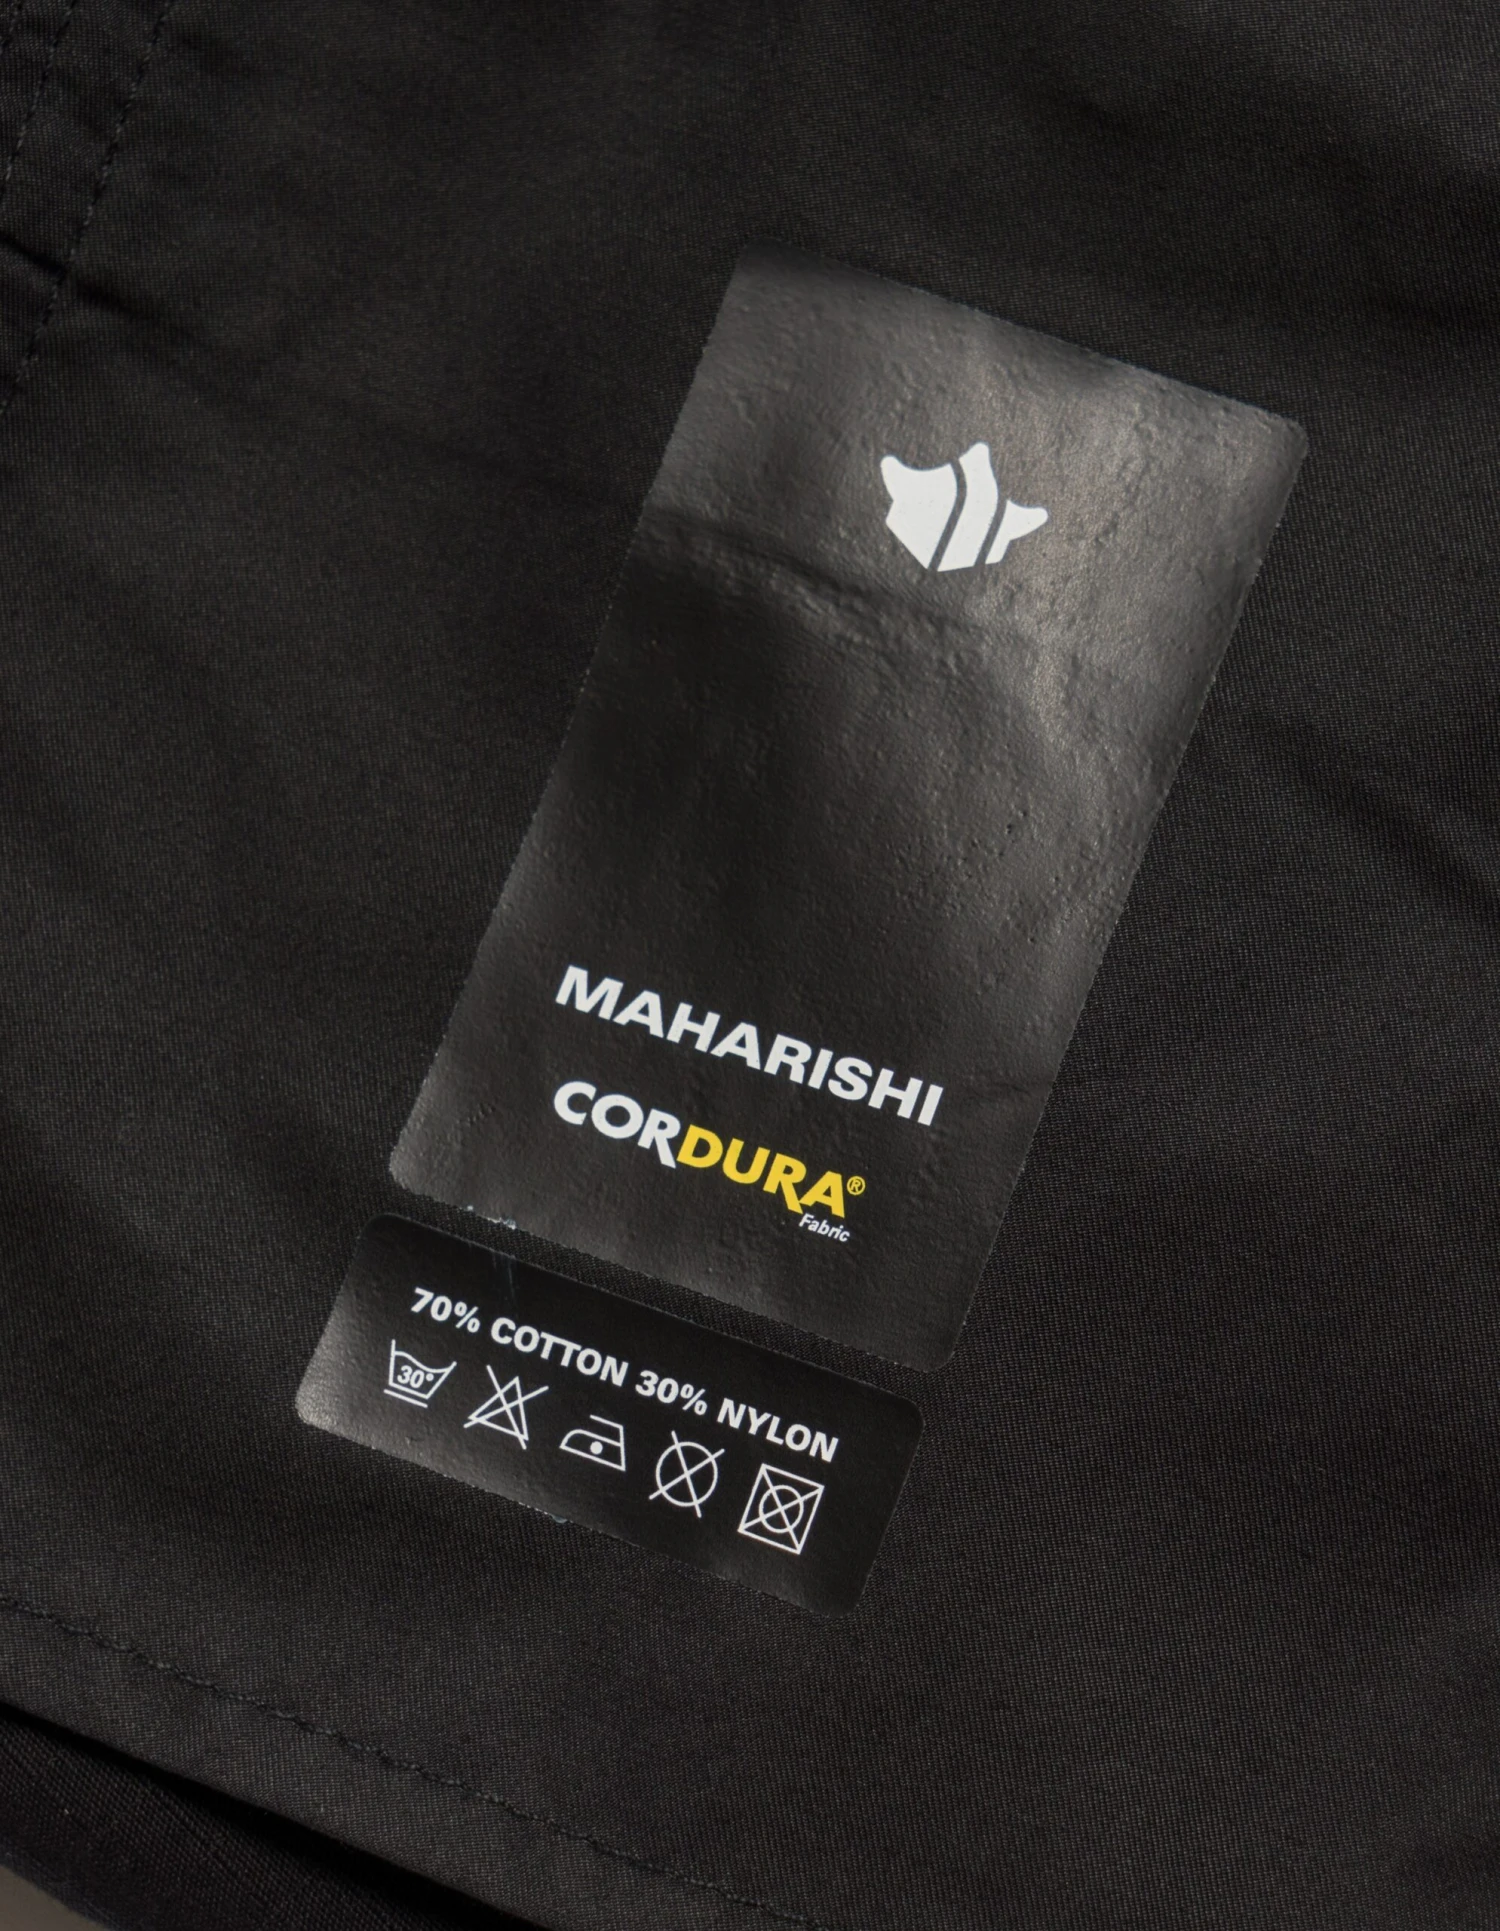 MAHARISHI
CORDURA®
Fabric
70% COTTON 30% NYLON
30°